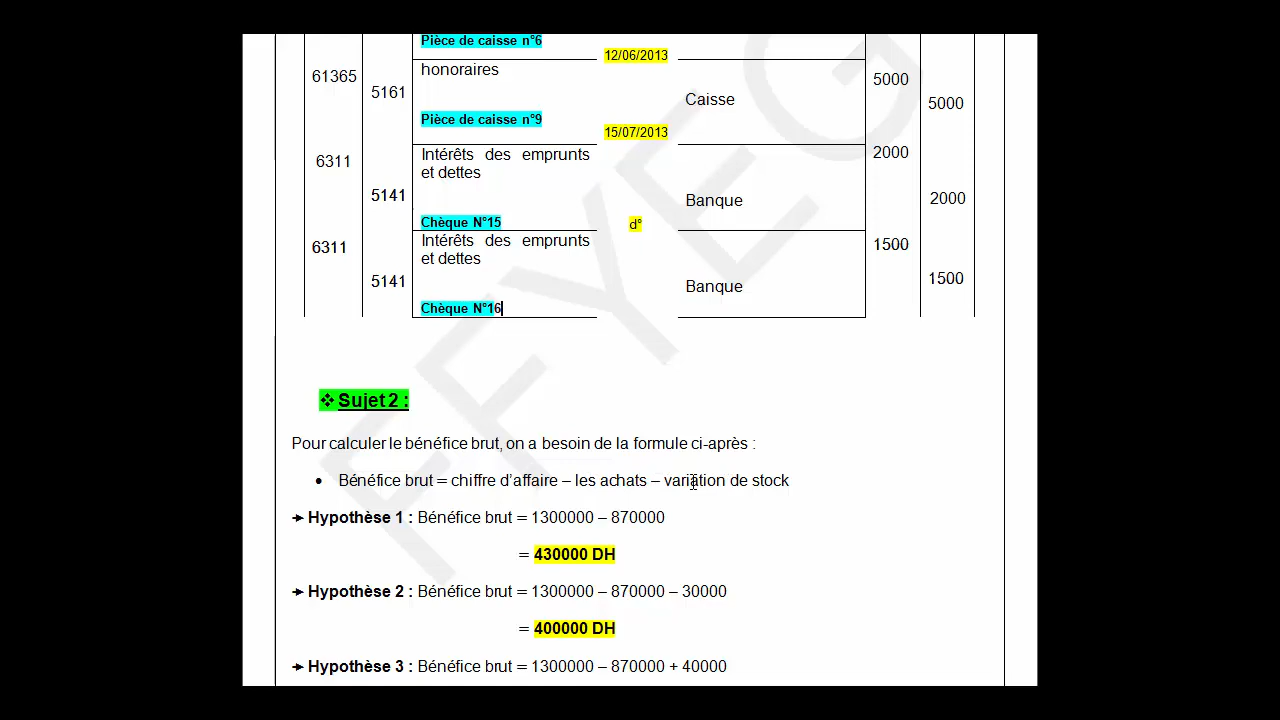 Pièce de caisse n°6
12/06/2013
61365 honoraires 5000
5161 Caisse 5000
Pièce de caisse n°9
15/07/2013
6311 Intérêts des emprunts 2000
et dettes
5141 Banque 2000
Chèque N°15
d°
6311 Intérêts des emprunts 1500
et dettes
5141 Banque 1500
Chèque N°16
❖ Sujet 2 :
Pour calculer le bénéfice brut, on a besoin de la formule ci-après :
• Bénéfice brut = chiffre d’affaire – les achats – variation de stock
➔ Hypothèse 1 : Bénéfice brut = 1300000 – 870000
= 430000 DH
➔ Hypothèse 2 : Bénéfice brut = 1300000 – 870000 – 30000
= 400000 DH
➔ Hypothèse 3 : Bénéfice brut = 1300000 – 870000 + 40000
FFYEG